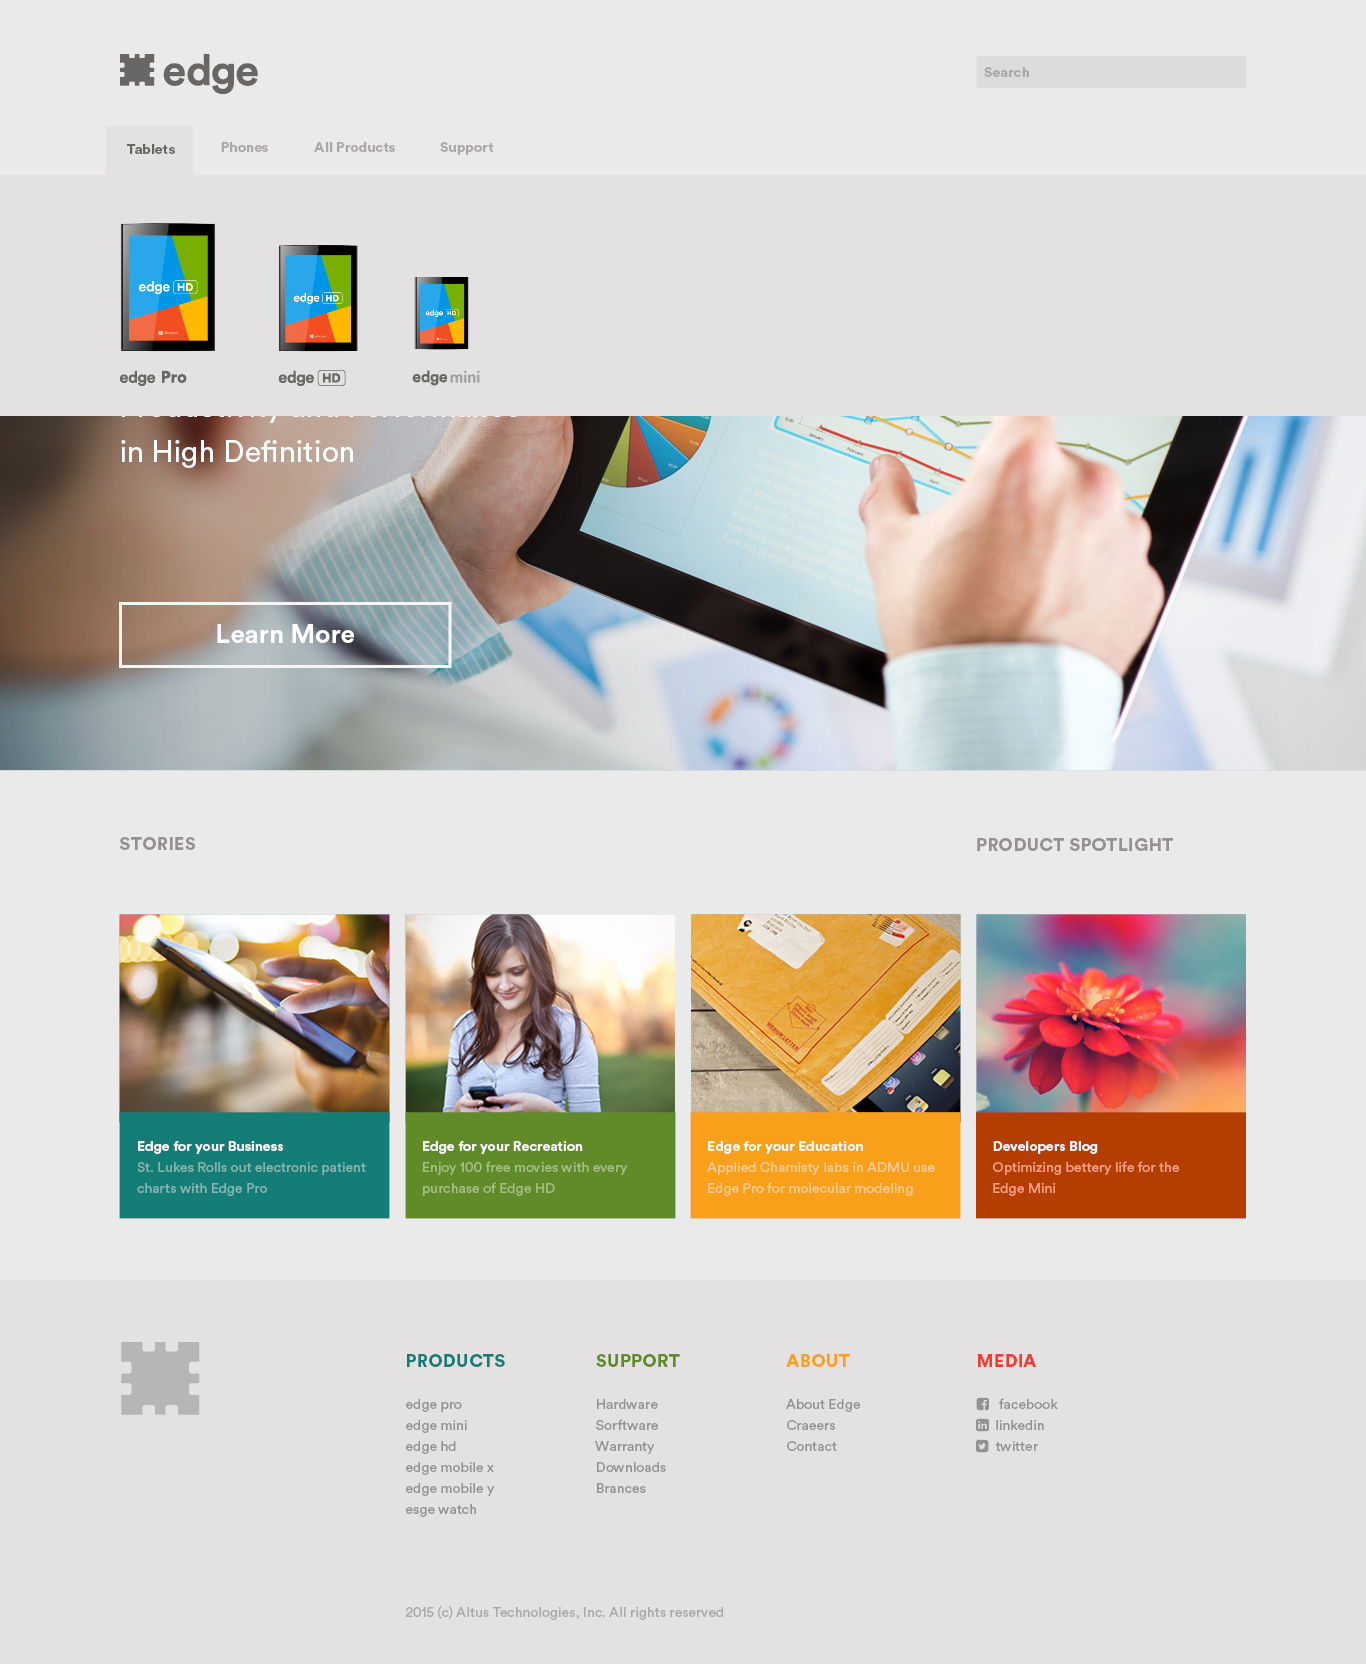 edge
Search
Tablets
Phones
All Products
Support
edge HD
edge HD
edge HD
edge Pro
edge HD
edge mini
Productivity and Performance
in High Definition
Learn More
STORIES
PRODUCT SPOTLIGHT
Edge for your Business
St. Lukes Rolls out electronic patient
charts with Edge Pro
Edge for your Recreation
Enjoy 100 free movies with every
purchase of Edge HD
Edge for your Education
Applied Chamisty labs in ADMU use
Edge Pro for molecular modeling
Developers Blog
Optimizing bettery life for the
Edge Mini
PRODUCTS
edge pro
edge mini
edge hd
edge mobile x
edge mobile y
esge watch
SUPPORT
Hardware
Sorftware
Warranty
Downloads
Brances
ABOUT
About Edge
Craeers
Contact
MEDIA
facebook
linkedin
twitter
2015 (c) Altus Technologies, Inc. All rights reserved